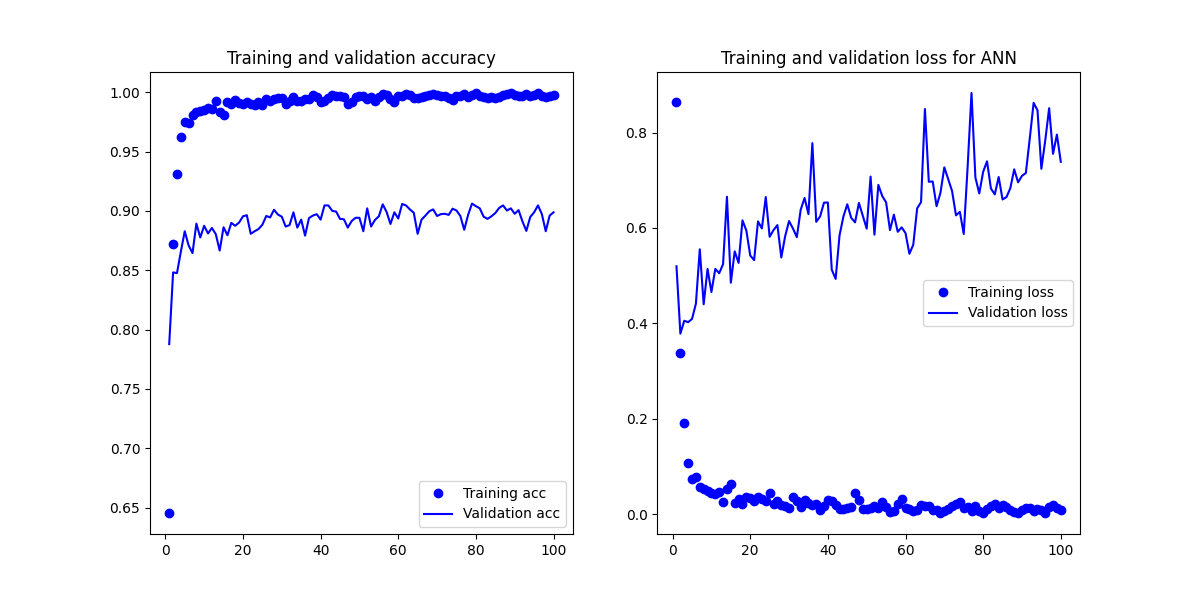 Training and validation accuracy
1.00
0.95
0.90
0.85
0.80
0.75
0.70
0.65
0 20 40 60 80 100
Training acc
Validation acc
Training and validation loss for ANN
0.8
0.6
0.4
0.2
0.0
0 20 40 60 80 100
Training loss
Validation loss